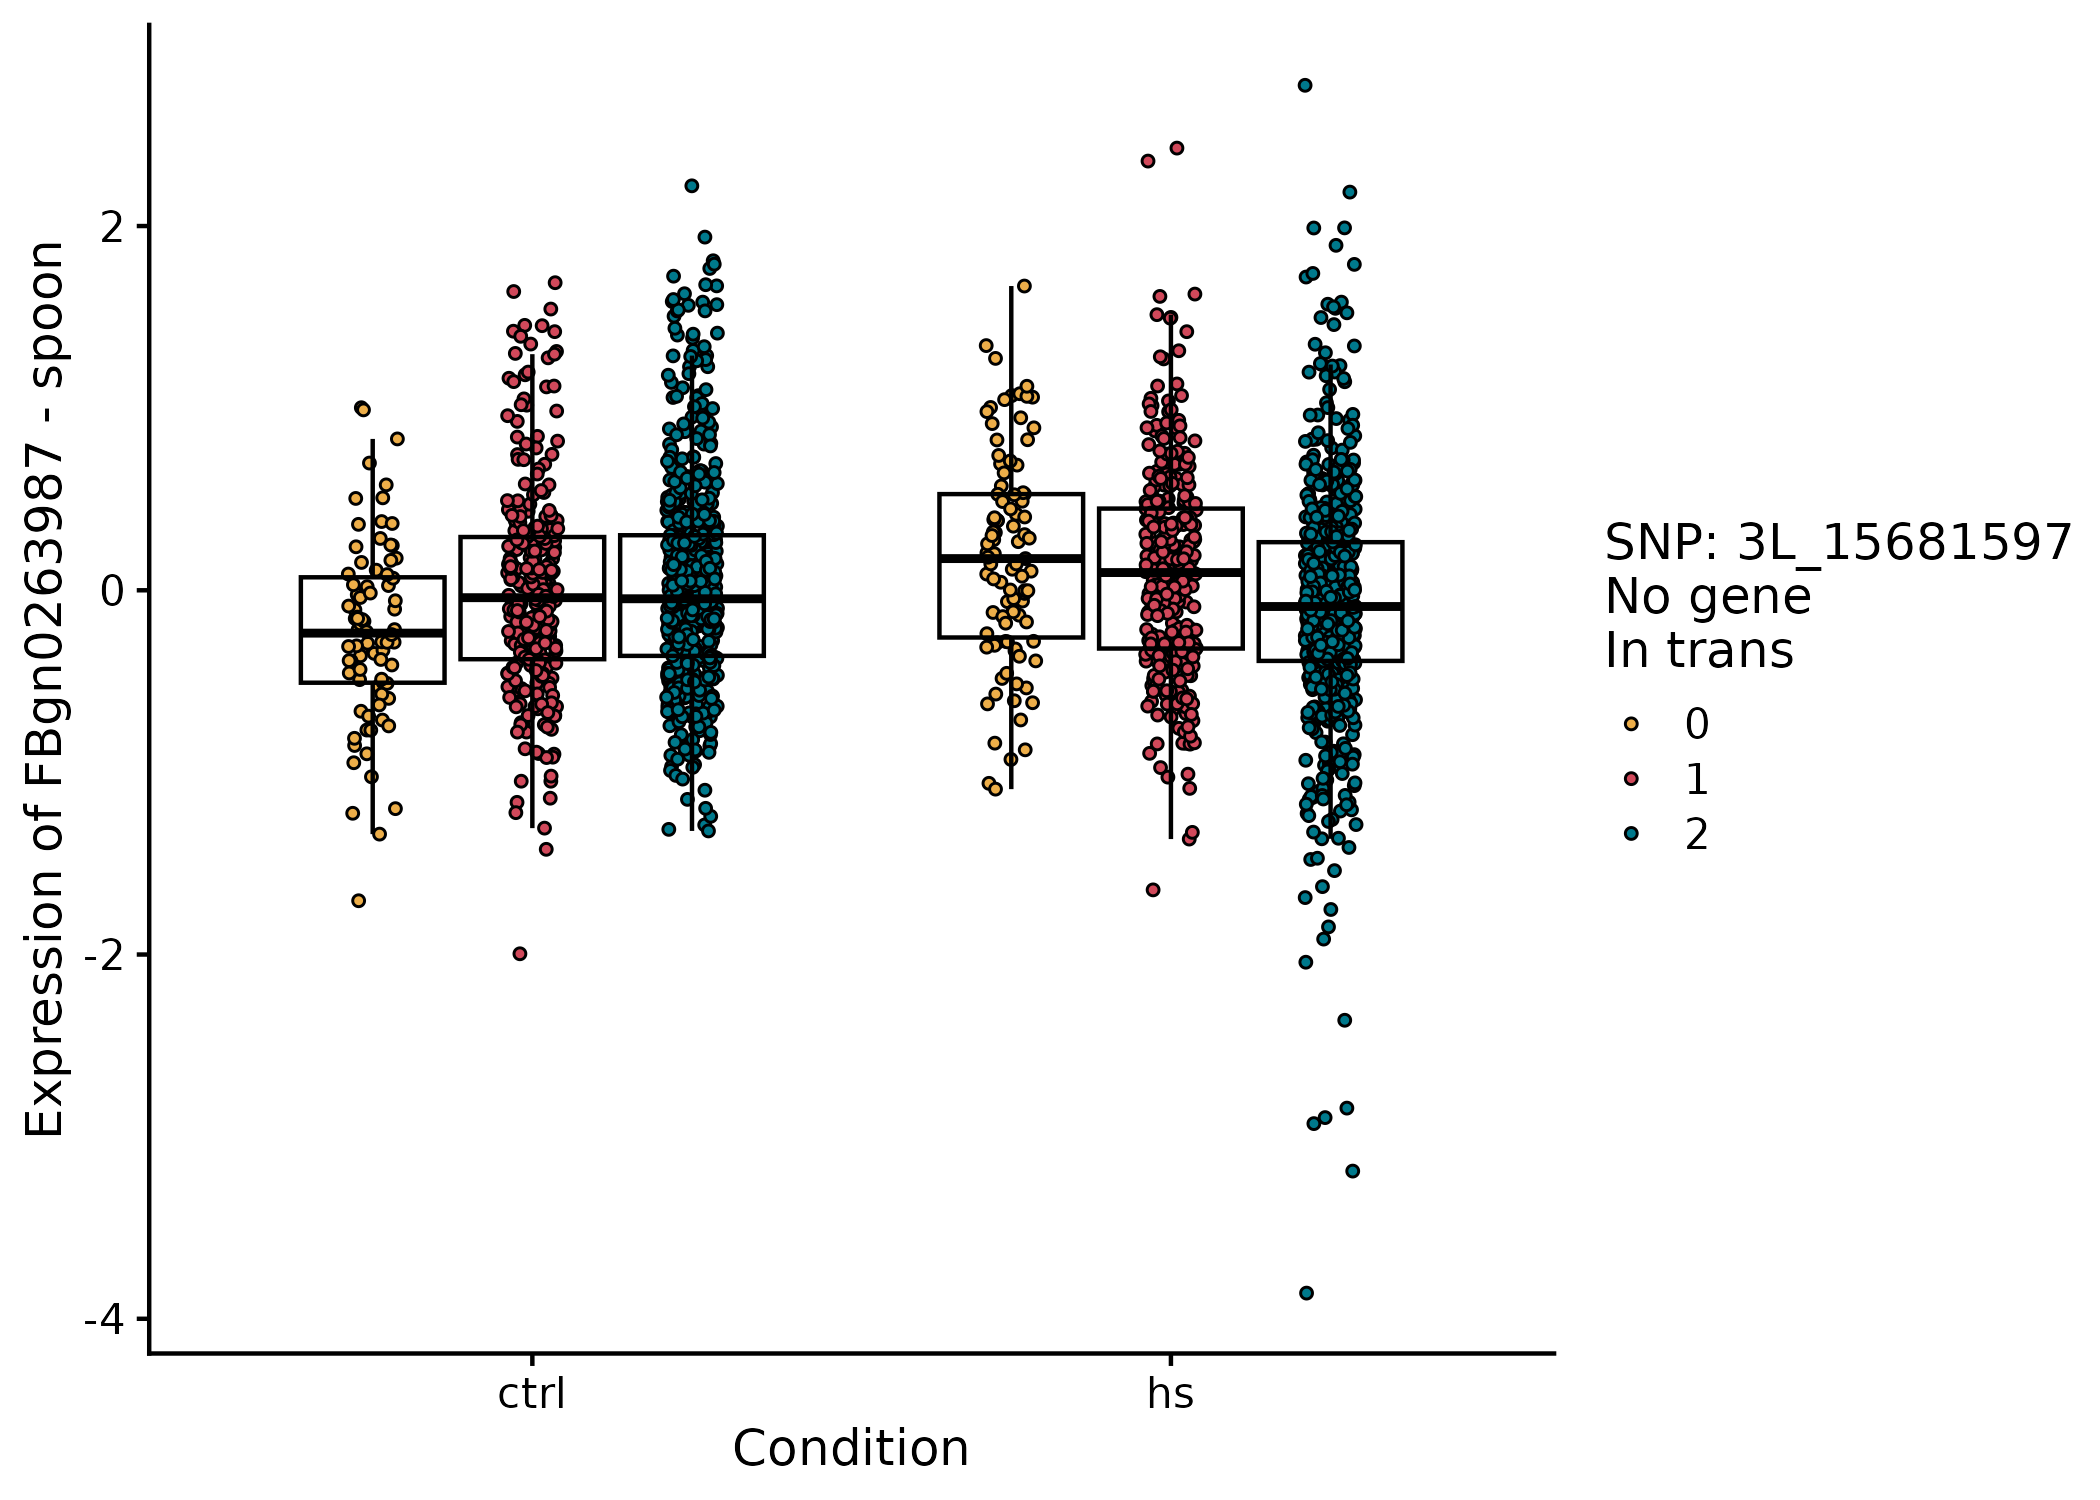 Expression of FBgn0263987 - spoon
2
0
-2
-4
ctrl
hs
Condition
SNP: 3L_15681597
No gene
In trans
0
1
2